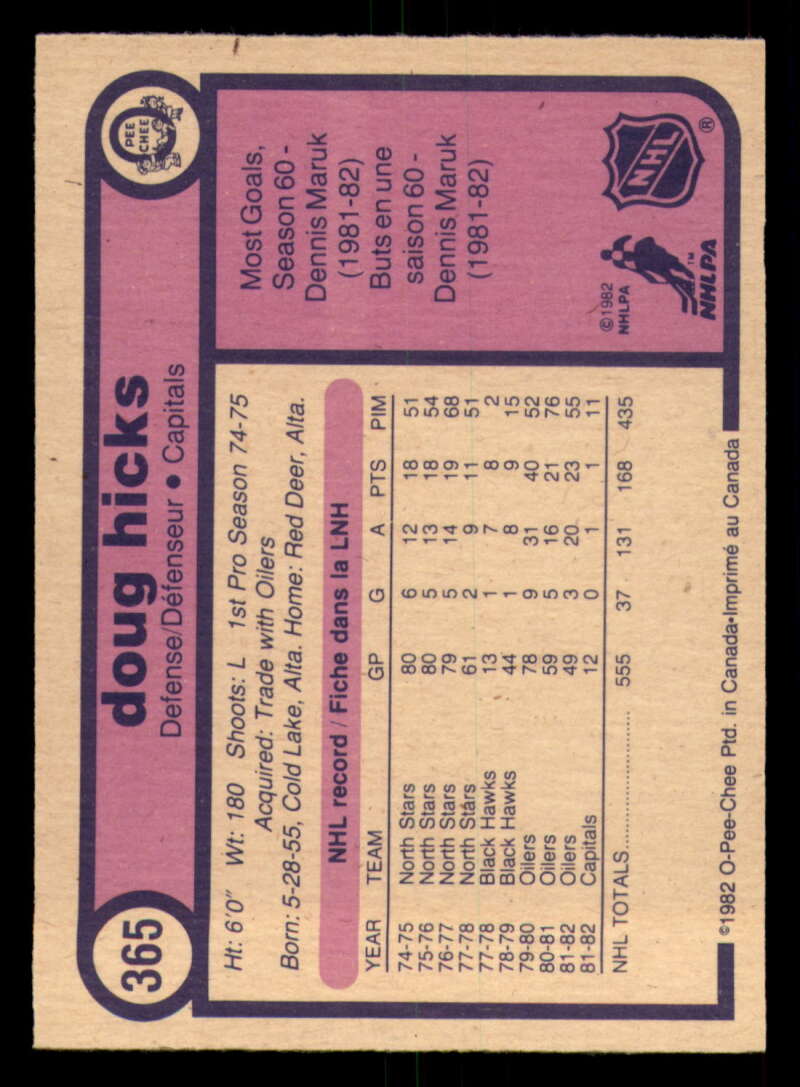 365
doug hicks
Defense/Défenseur • Capitals
O
PEE
CHEE
Ht: 6'0" Wt: 180 Shoots: L 1st Pro Season 74-75
Acquired: Trade with Oilers
Born: 5-28-55, Cold Lake, Alta. Home: Red Deer, Alta.
NHL record / Fiche dans la LNH
YEAR TEAM GP G A PTS PIM
74-75 North Stars 80 6 12 18 51
75-76 North Stars 80 5 13 18 54
76-77 North Stars 79 5 14 19 68
77-78 North Stars 61 2 9 11 51
77-78 Black Hawks 13 1 7 8 2
78-79 Black Hawks 44 1 8 9 15
79-80 Oilers 78 9 31 40 52
80-81 Oilers 59 5 16 21 76
81-82 Oilers 49 3 20 23 55
81-82 Capitals 12 0 1 1 11
NHL TOTALS 555 37 131 168 435
Most Goals,
Season 60 -
Dennis Maruk
(1981-82)
Buts en une
saison 60 -
Dennis Maruk
(1981-82)
©1982
NHLPA
NHLPA™
NHL®
©1982 O-Pee-Chee Ptd. in Canada•Imprimé au Canada